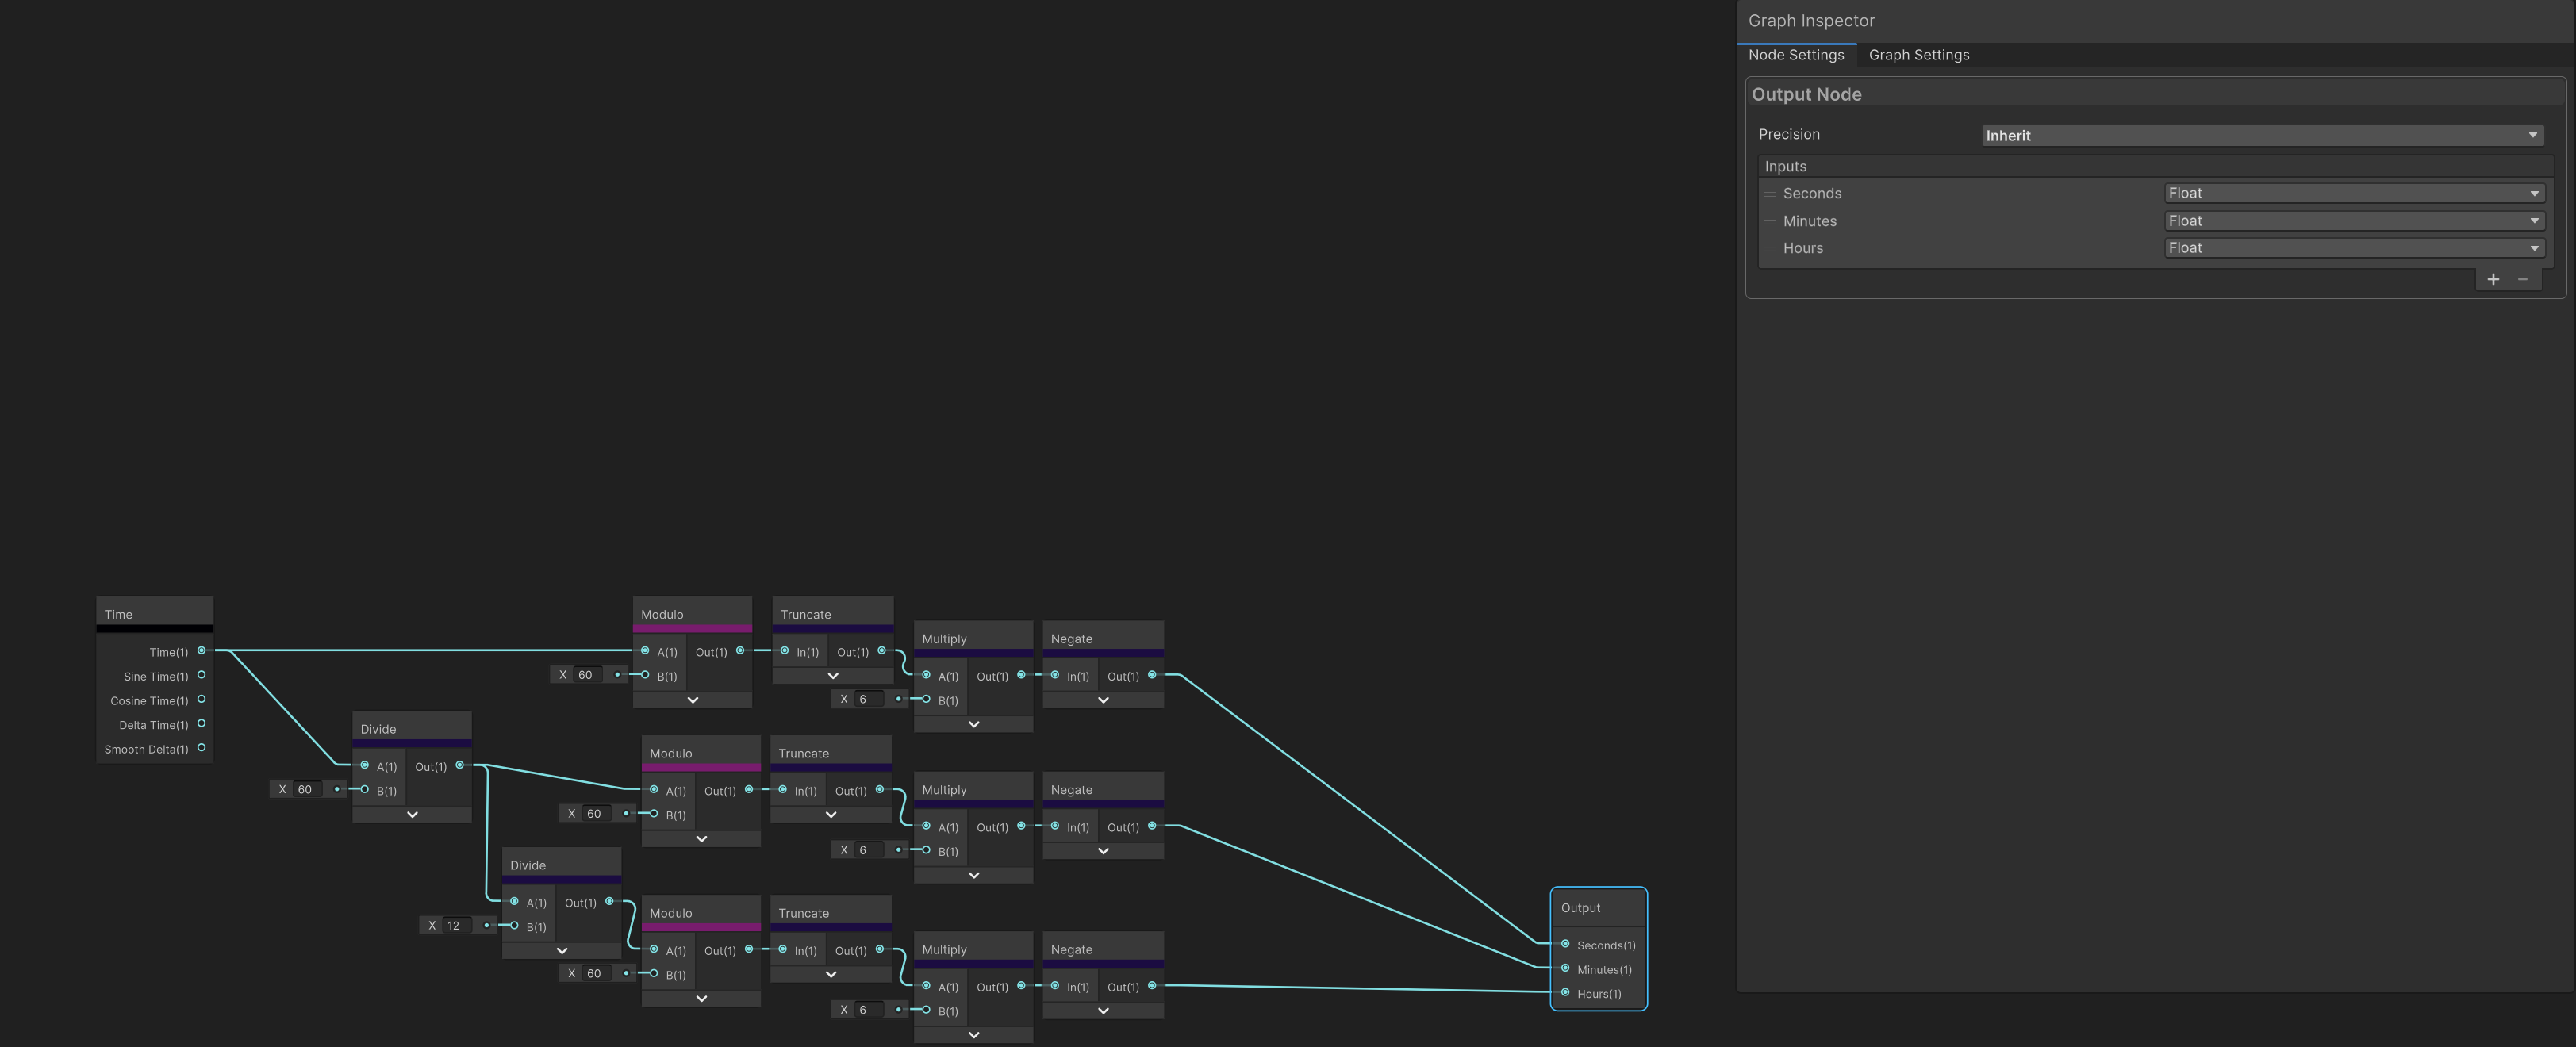 Graph Inspector
Node Settings Graph Settings
Output Node
Precision Inherit
Inputs
Seconds Float
Minutes Float
Hours Float
+ −
Time
Time(1)
Sine Time(1)
Cosine Time(1)
Delta Time(1)
Smooth Delta(1)
Modulo
A(1) Out(1)
X 60 B(1)
Truncate
In(1) Out(1)
Multiply
A(1) Out(1)
X 6 B(1)
Negate
In(1) Out(1)
Divide
A(1) Out(1)
X 60 B(1)
Modulo
A(1) Out(1)
X 60 B(1)
Truncate
In(1) Out(1)
Multiply
A(1) Out(1)
X 6 B(1)
Negate
In(1) Out(1)
Divide
A(1) Out(1)
X 12 B(1)
Modulo
A(1) Out(1)
X 60 B(1)
Truncate
In(1) Out(1)
Multiply
A(1) Out(1)
X 6 B(1)
Negate
In(1) Out(1)
Output
Seconds(1)
Minutes(1)
Hours(1)